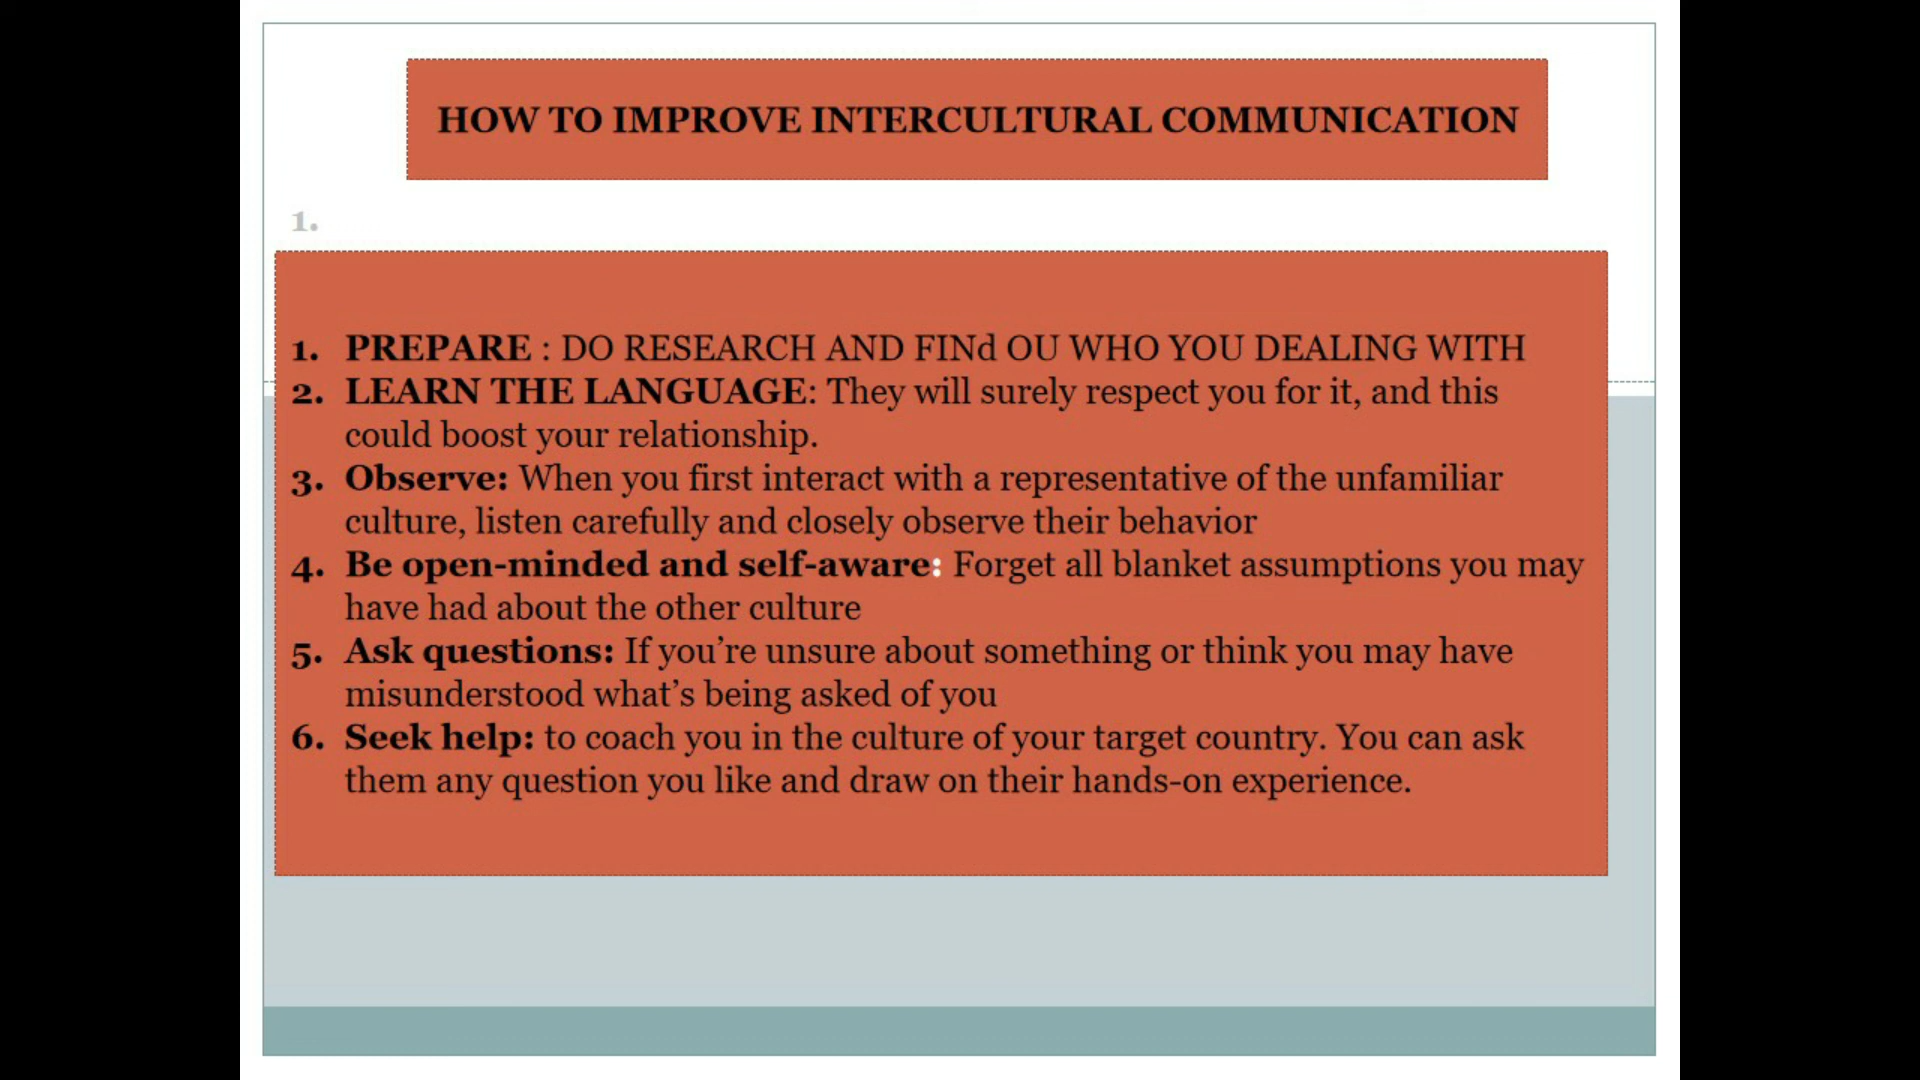 HOW TO IMPROVE INTERCULTURAL COMMUNICATION
1.
1. PREPARE : DO RESEARCH AND FINd OU WHO YOU DEALING WITH
2. LEARN THE LANGUAGE: They will surely respect you for it, and this
could boost your relationship.
3. Observe: When you first interact with a representative of the unfamiliar
culture, listen carefully and closely observe their behavior
4. Be open-minded and self-aware: Forget all blanket assumptions you may
have had about the other culture
5. Ask questions: If you’re unsure about something or think you may have
misunderstood what’s being asked of you
6. Seek help: to coach you in the culture of your target country. You can ask
them any question you like and draw on their hands-on experience.